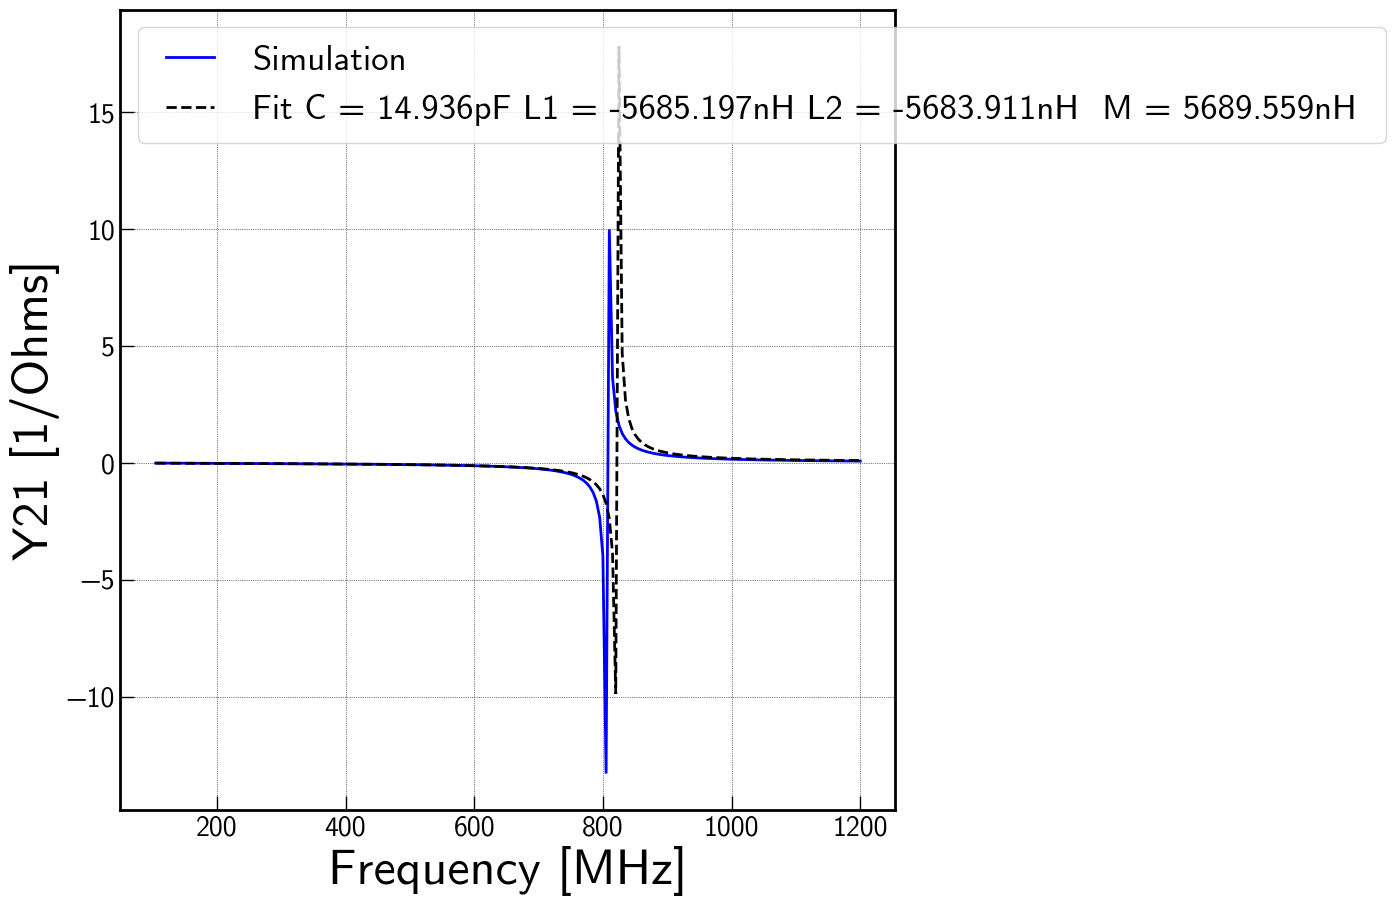 Simulation
Fit C = 14.936pF L1 = -5685.197nH L2 = -5683.911nH M = 5689.559nH
15
10
5
0
−5
−10
Y21 [1/Ohms]
200 400 600 800 1000 1200
Frequency [MHz]